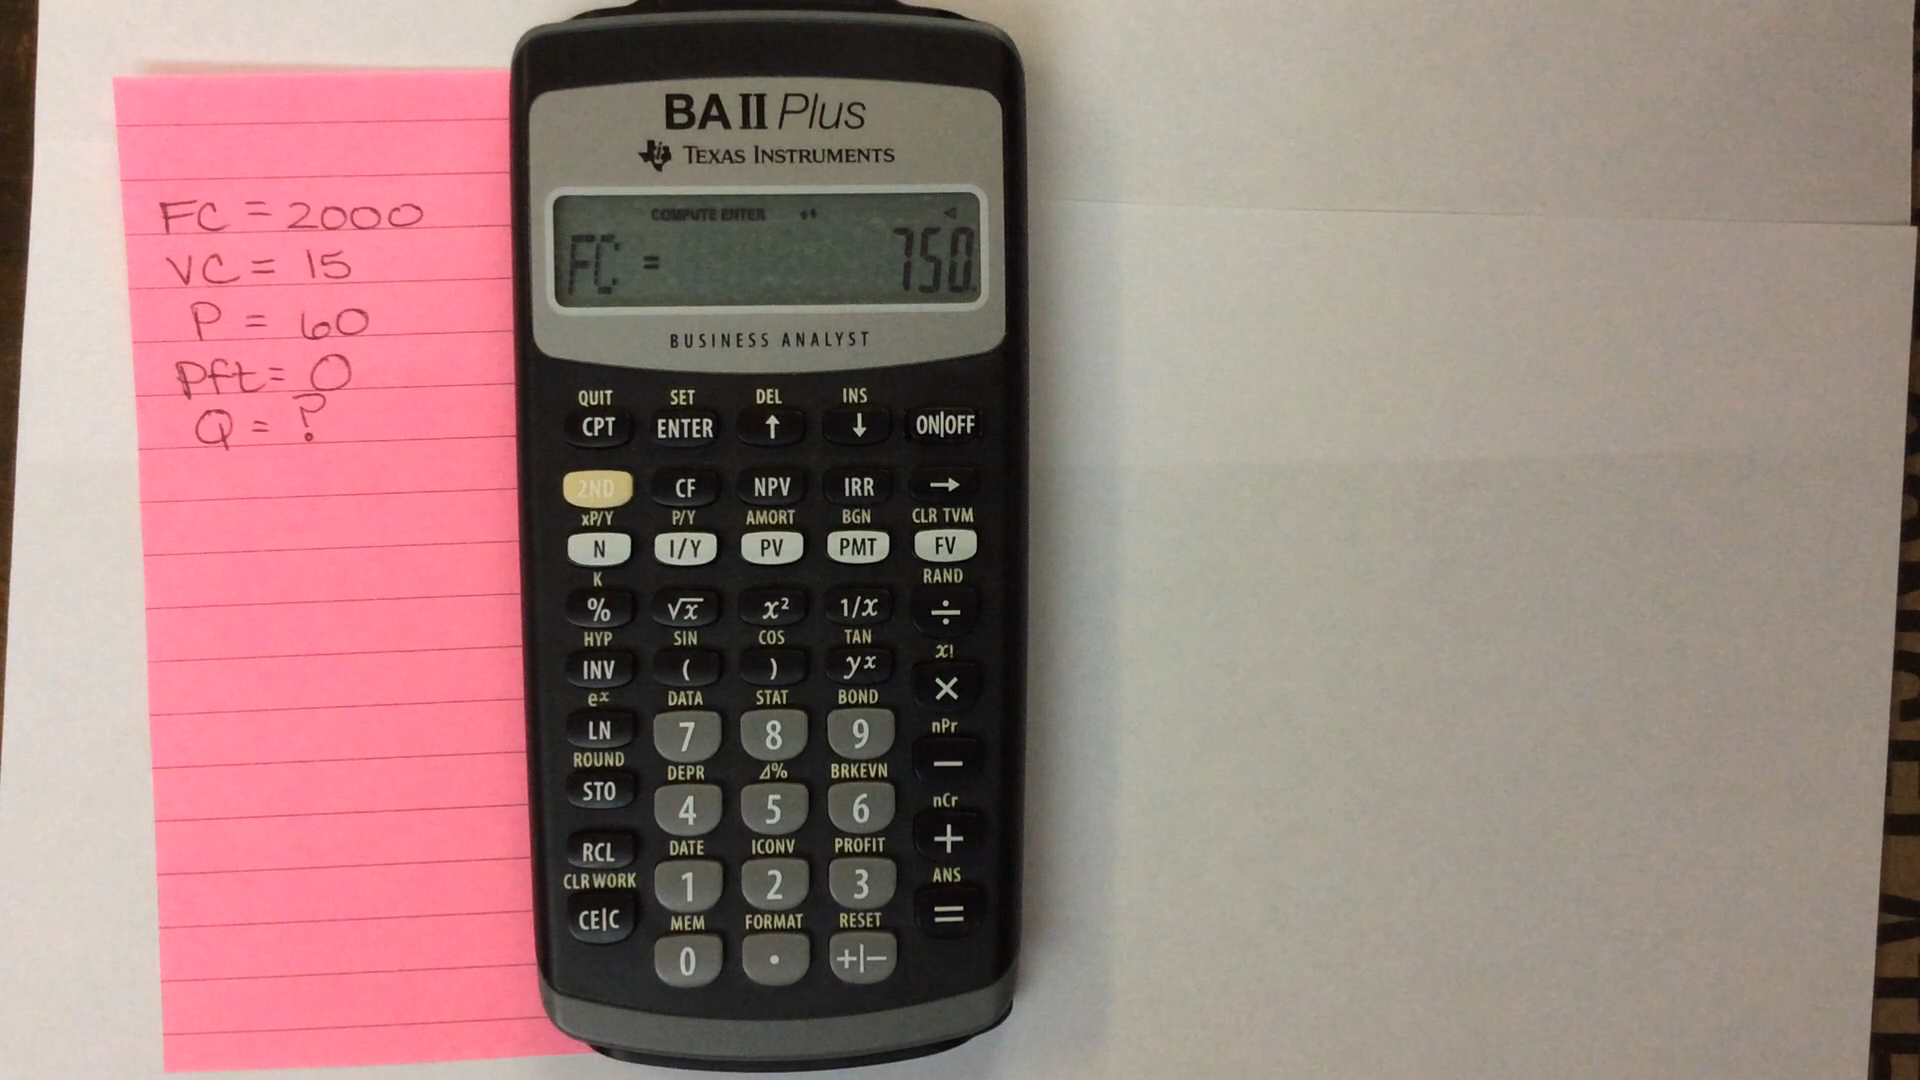 FC = 2000
VC = 15
P = 60
Pft = 0
Q = ?
BA II Plus
TEXAS INSTRUMENTS
COMPUTE ENTER
FC = 750.
BUSINESS ANALYST
QUIT SET DEL INS
CPT ENTER ↑ ↓ ON|OFF
2ND CF NPV IRR →
xP/Y P/Y AMORT BGN CLR TVM
N I/Y PV PMT FV
K RAND
% √x x² 1/x ÷
HYP SIN COS TAN x!
INV ( ) yˣ ×
eˣ DATA STAT BOND nPr
LN 7 8 9 −
ROUND DEPR Δ% BRKEVN nCr
STO 4 5 6 +
DATE ICONV PROFIT ANS
RCL 1 2 3 =
CLR WORK MEM FORMAT RESET
CE|C 0 . +|−